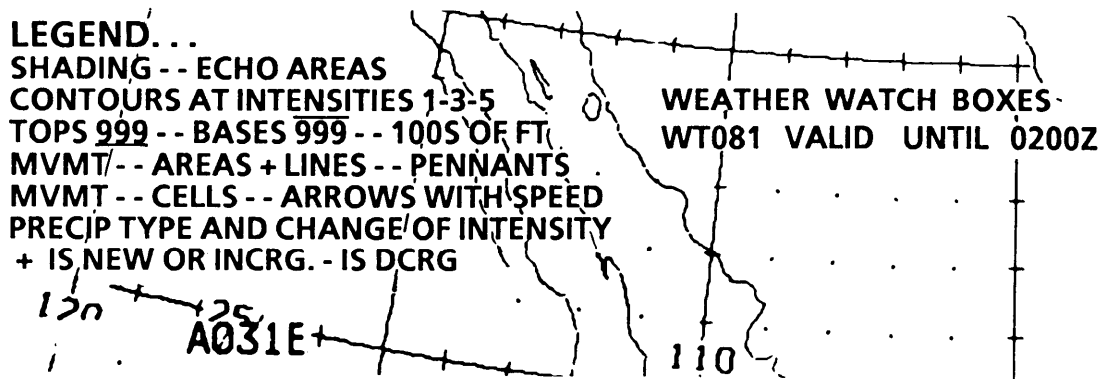 LEGEND...
SHADING - - ECHO AREAS
CONTOURS AT INTENSITIES 1-3-5
TOPS 999 - - BASES 999 - - 100S OF FT
MVMT - - AREAS + LINES - - PENNANTS
MVMT - - CELLS - - ARROWS WITH SPEED
PRECIP TYPE AND CHANGE OF INTENSITY
+ IS NEW OR INCRG. - IS DCRG
WEATHER WATCH BOXES
WT081 VALID UNTIL 0200Z
120
25
A031E
110